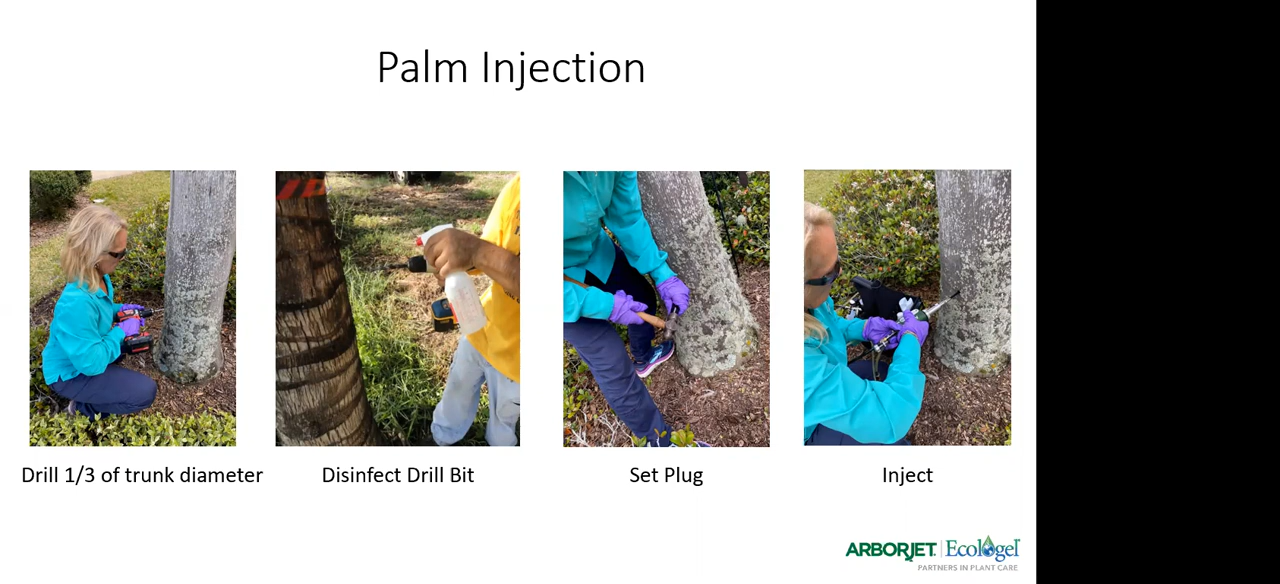 Palm Injection
Drill 1/3 of trunk diameter
Disinfect Drill Bit
Set Plug
Inject
ARBORJET | Ecologel
PARTNERS IN PLANT CARE